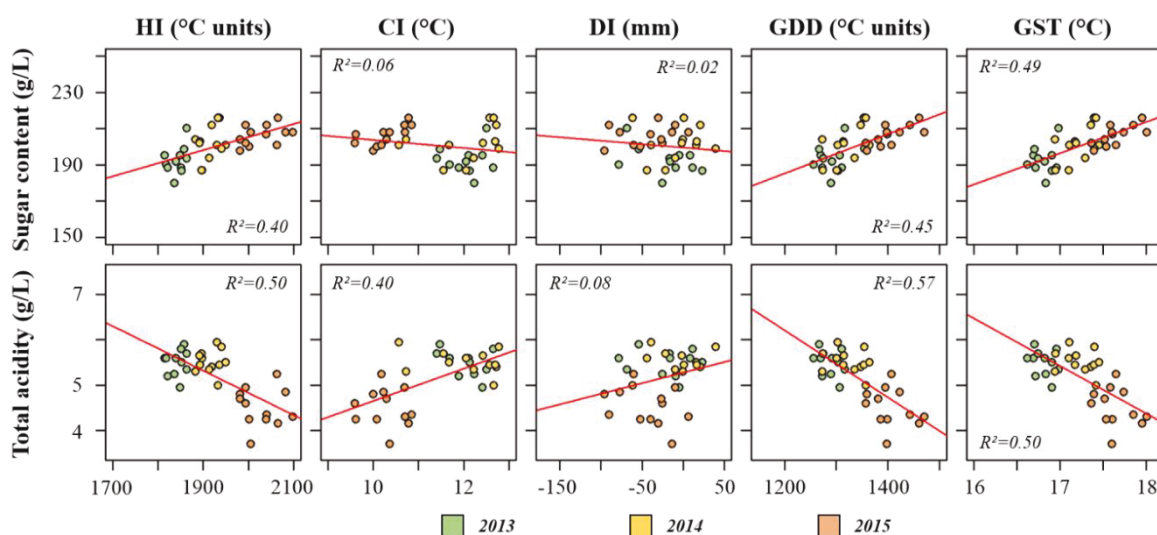 HI (°C units) CI (°C) DI (mm) GDD (°C units) GST (°C)
Sugar content (g/L)
230
190
150
R²=0.40
R²=0.06
R²=0.02
R²=0.45
R²=0.49
Total acidity (g/L)
7
5
4
R²=0.50
R²=0.40
R²=0.08
R²=0.57
R²=0.50
1700 1900 2100 10 12 -150 -50 50 1200 1400 16 17 18
2013 2014 2015